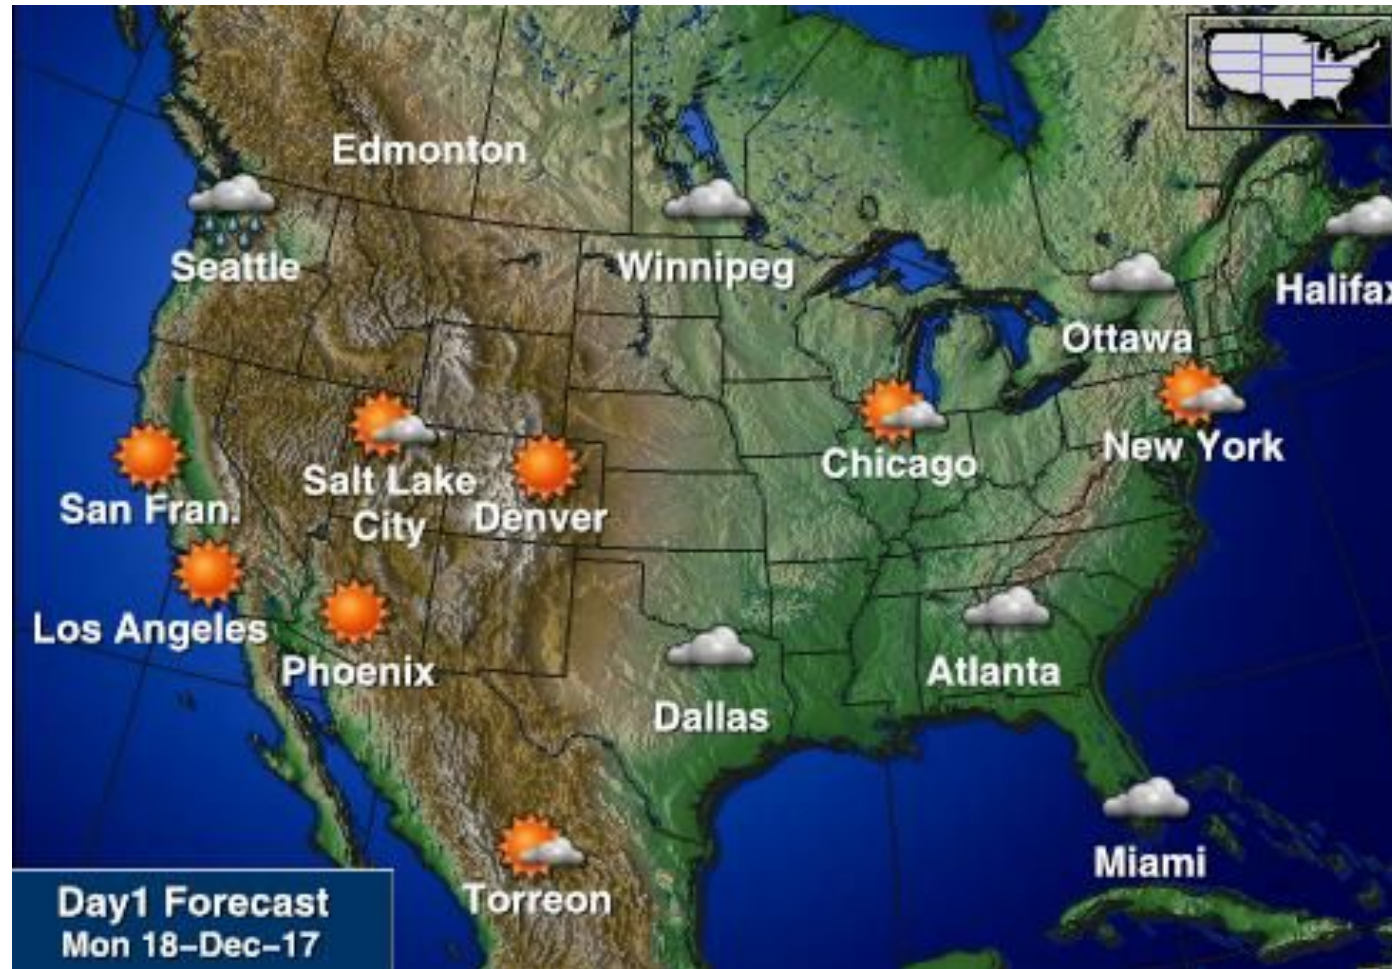 Edmonton
Seattle
Winnipeg
Halifax
Ottawa
New York
Chicago
Salt Lake
City
Denver
San Fran.
Los Angeles
Phoenix
Atlanta
Dallas
Miami
Torreon
Day1 Forecast
Mon 18-Dec-17